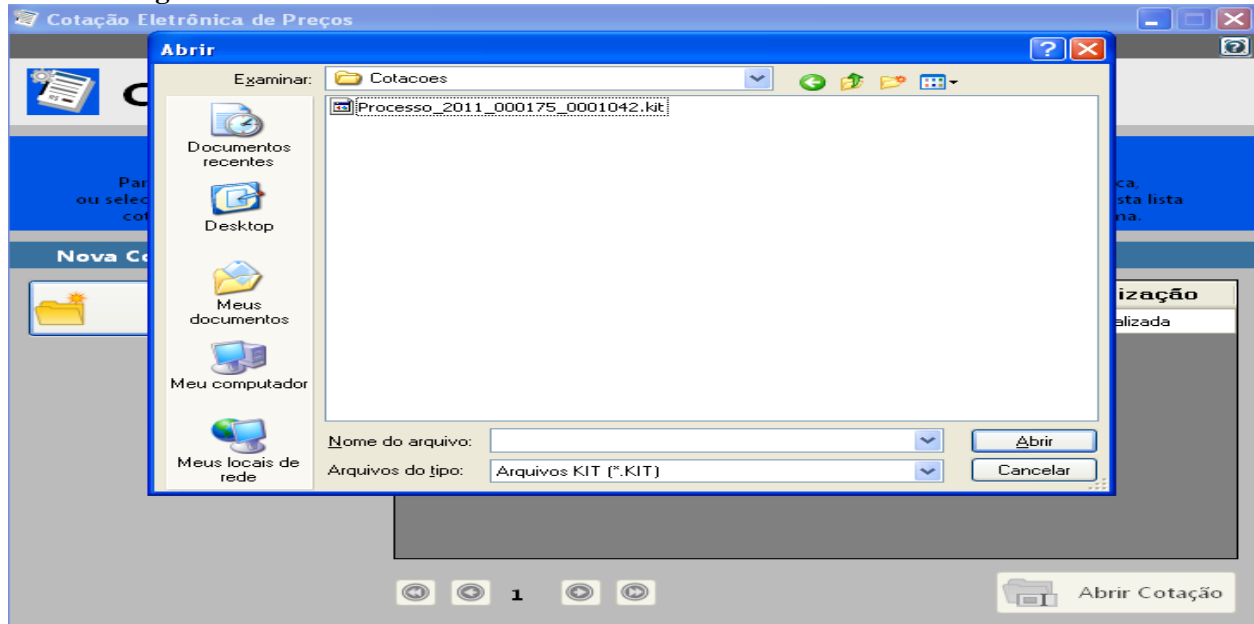 Cotação Eletrônica de Preços
Abrir
Examinar:
Cotacoes
Processo_2011_000175_0001042.kit
Documentos
recentes
Desktop
Meus
documentos
Meu computador
Meus locais de
rede
Nome do arquivo:
Abrir
Arquivos do tipo:
Arquivos KIT (*.KIT)
Cancelar
C
Par
ca,
ou selec
sta lista
cot
na.
Nova Co
ização
alizada
1
Abrir Cotação